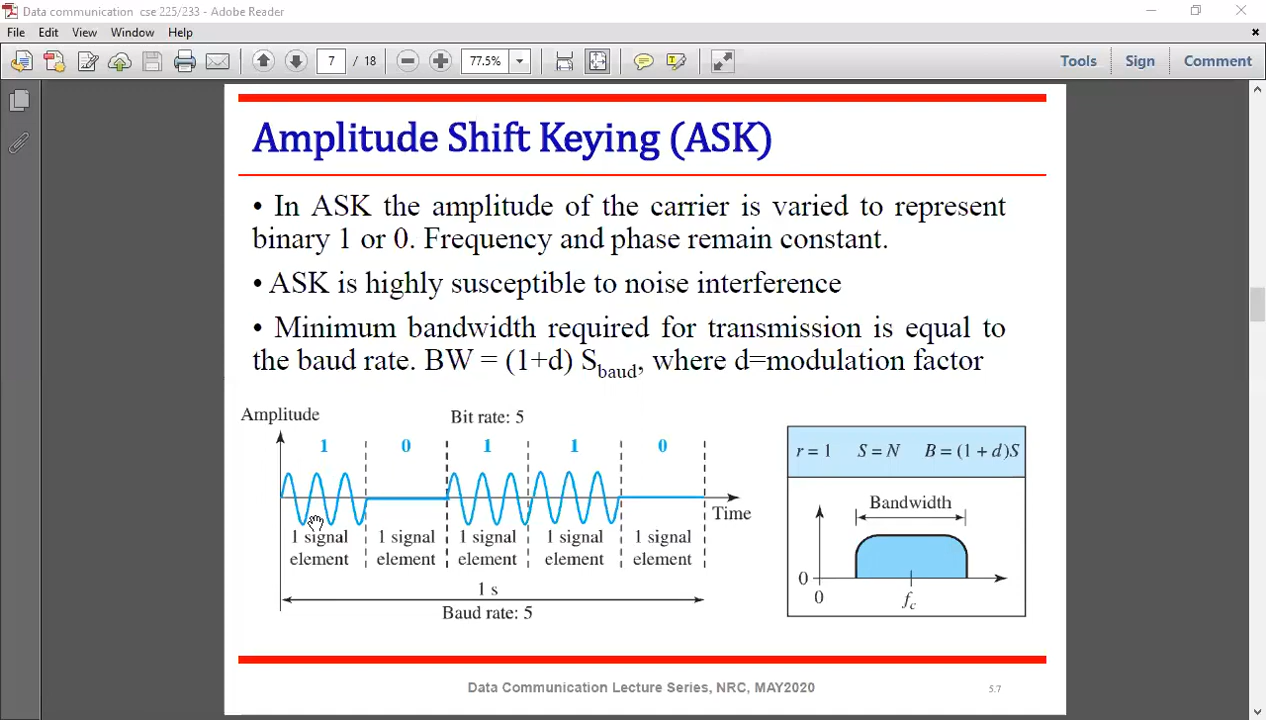 Data communication  cse 225/233 - Adobe Reader
File Edit View Window Help
7 / 18 77.5% Tools Sign Comment
Amplitude Shift Keying (ASK)
• In ASK the amplitude of the carrier is varied to represent
binary 1 or 0. Frequency and phase remain constant.
• ASK is highly susceptible to noise interference
• Minimum bandwidth required for transmission is equal to
the baud rate. BW = (1+d) Sbaud, where d=modulation factor
Amplitude
Bit rate: 5
1 0 1 1 0
Time
1 signal element
1 signal element
1 signal element
1 signal element
1 signal element
1 s
Baud rate: 5
r = 1 S = N B = (1 + d)S
Bandwidth
0
0
fc
Data Communication Lecture Series, NRC, MAY2020
5.7